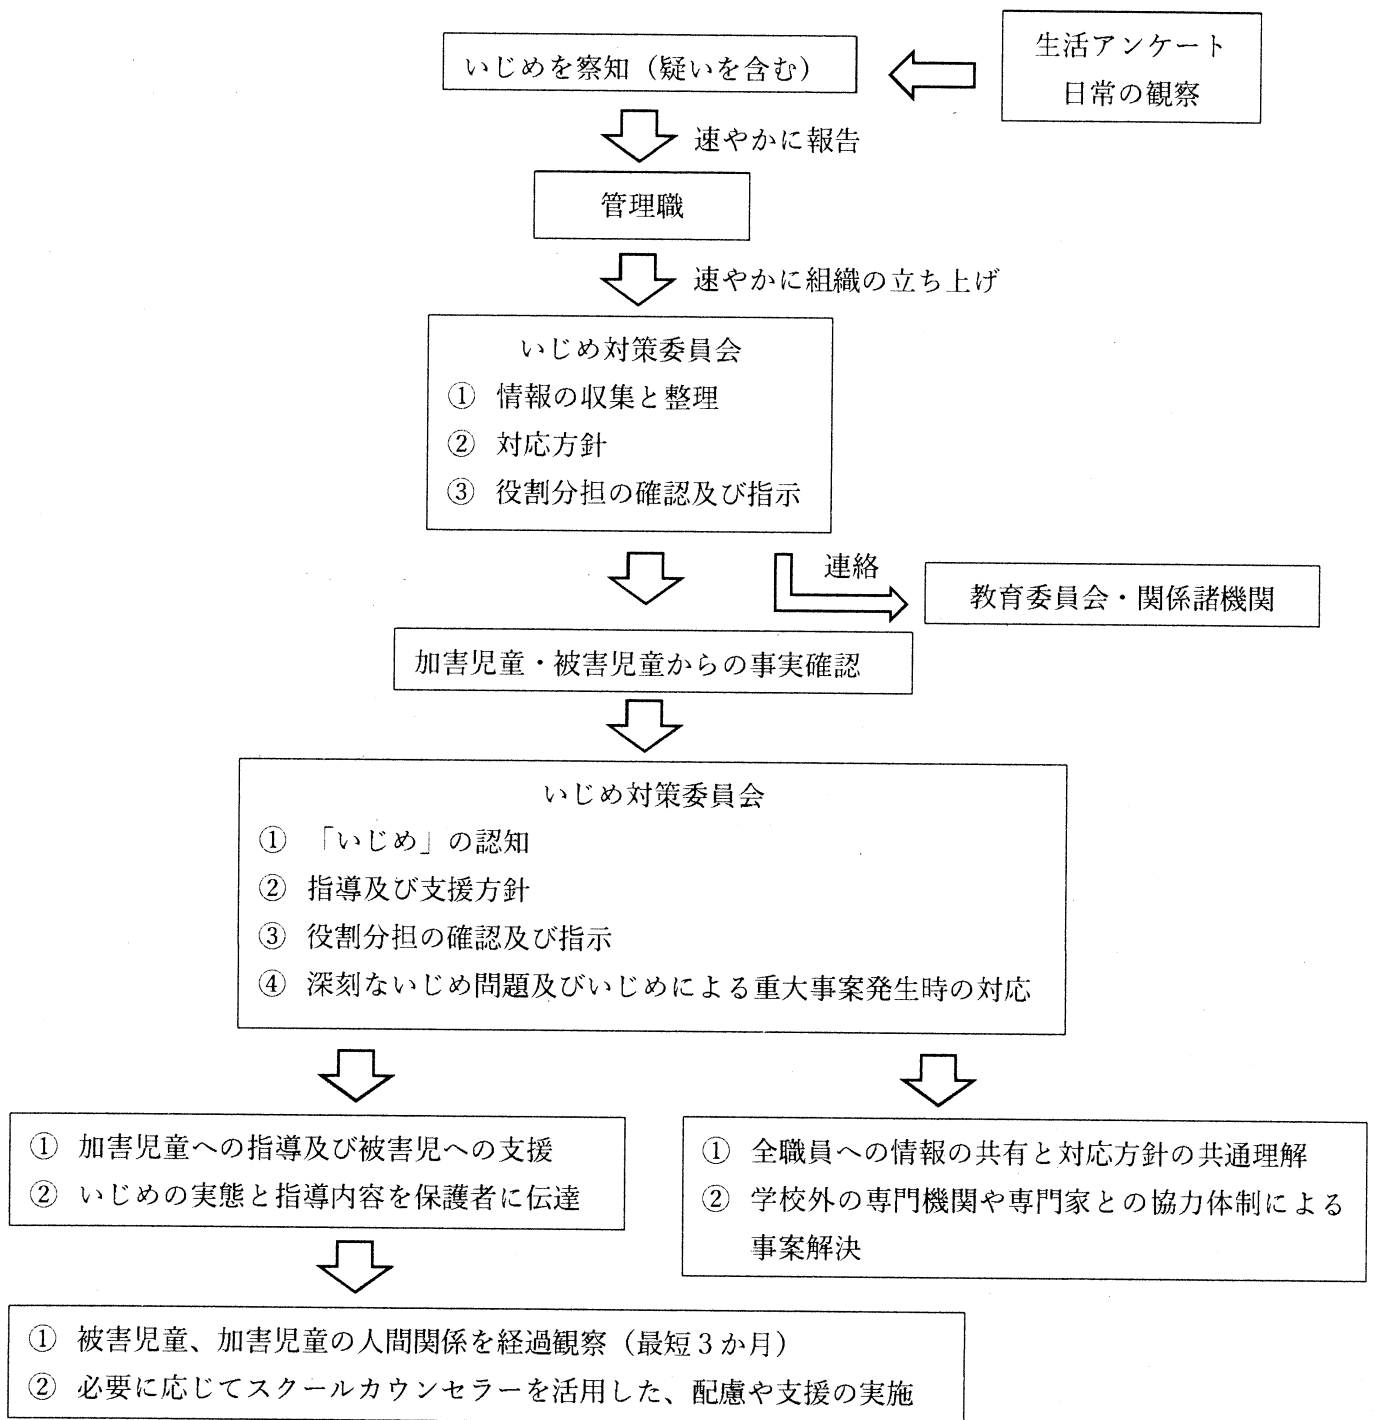 生活アンケート
日常の観察
いじめを察知（疑いを含む）
速やかに報告
管理職
速やかに組織の立ち上げ
いじめ対策委員会
① 情報の収集と整理
② 対応方針
③ 役割分担の確認及び指示
連絡
教育委員会・関係諸機関
加害児童・被害児童からの事実確認
いじめ対策委員会
① 「いじめ」の認知
② 指導及び支援方針
③ 役割分担の確認及び指示
④ 深刻ないじめ問題及びいじめによる重大事案発生時の対応
① 加害児童への指導及び被害児への支援
② いじめの実態と指導内容を保護者に伝達
① 全職員への情報の共有と対応方針の共通理解
② 学校外の専門機関や専門家との協力体制による
事案解決
① 被害児童、加害児童の人間関係を経過観察（最短３か月）
② 必要に応じてスクールカウンセラーを活用した、配慮や支援の実施